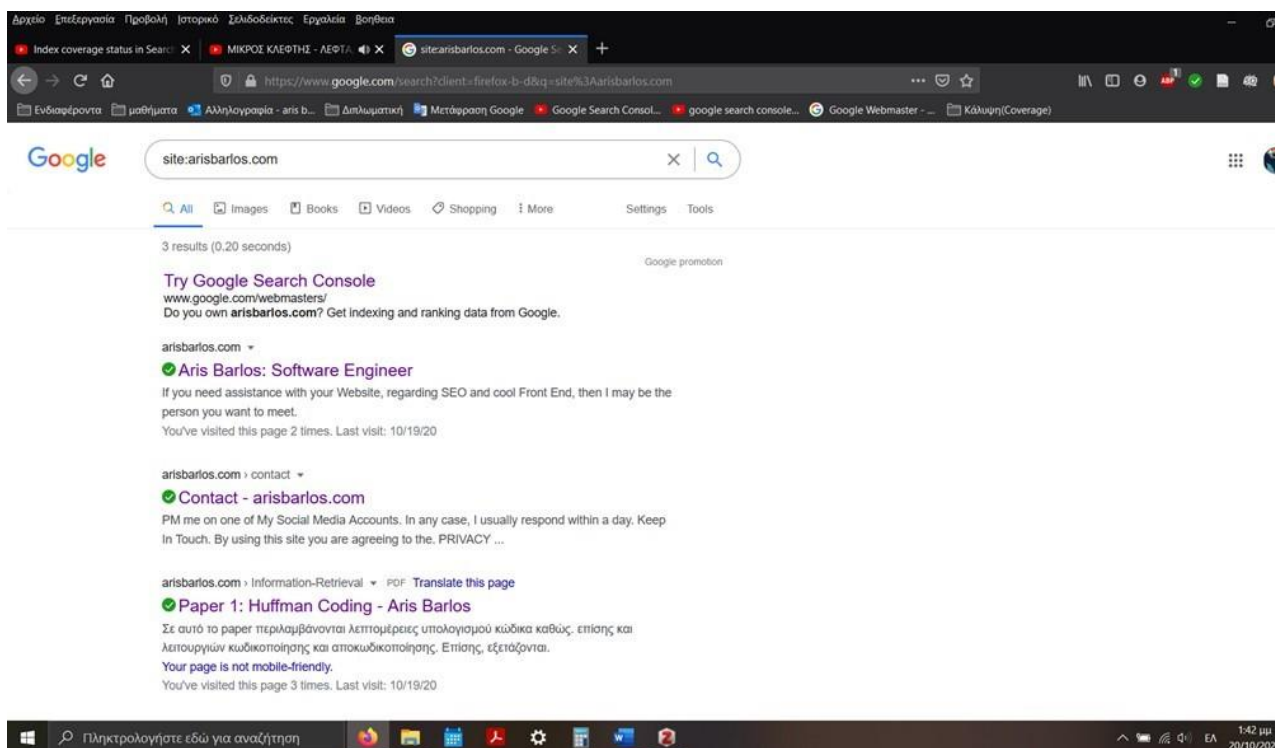 Αρχείο Επεξεργασία Προβολή Ιστορικό Σελιδοδείκτες Εργαλεία Βοήθεια
Index coverage status in Searc ΜΙΚΡΟΣ ΚΛΕΦΤΗΣ - ΛΕΦΤΑ site:arisbarlos.com - Google Se
https://www.google.com/search?client=firefox-b-d&q=site%3Aarisbarlos.com
Ενδιαφέροντα μαθήματα Αλληλογραφία - aris b... Διπλωματική Μετάφραση Google Google Search Consol... google search console... Google Webmaster - ... Κάλυψη(Coverage)
Google site:arisbarlos.com
All Images Books Videos Shopping More Settings Tools
3 results (0.20 seconds)
Google promotion
Try Google Search Console
www.google.com/webmasters/
Do you own arisbarlos.com? Get indexing and ranking data from Google.
arisbarlos.com
Aris Barlos: Software Engineer
If you need assistance with your Website, regarding SEO and cool Front End, then I may be the
person you want to meet.
You've visited this page 2 times. Last visit: 10/19/20
arisbarlos.com › contact
Contact - arisbarlos.com
PM me on one of My Social Media Accounts. In any case, I usually respond within a day. Keep
In Touch. By using this site you are agreeing to the. PRIVACY ...
arisbarlos.com › Information-Retrieval PDF Translate this page
Paper 1: Huffman Coding - Aris Barlos
Σε αυτό το paper περιλαμβάνονται λεπτομέρειες υπολογισμού κώδικα καθώς. επίσης και
λειτουργιών κωδικοποίησης και αποκωδικοποίησης. Επίσης, εξετάζονται.
Your page is not mobile-friendly.
You've visited this page 3 times. Last visit: 10/19/20
Πληκτρολογήστε εδώ για αναζήτηση
ΕΛ
1:42 μμ
20/10/202